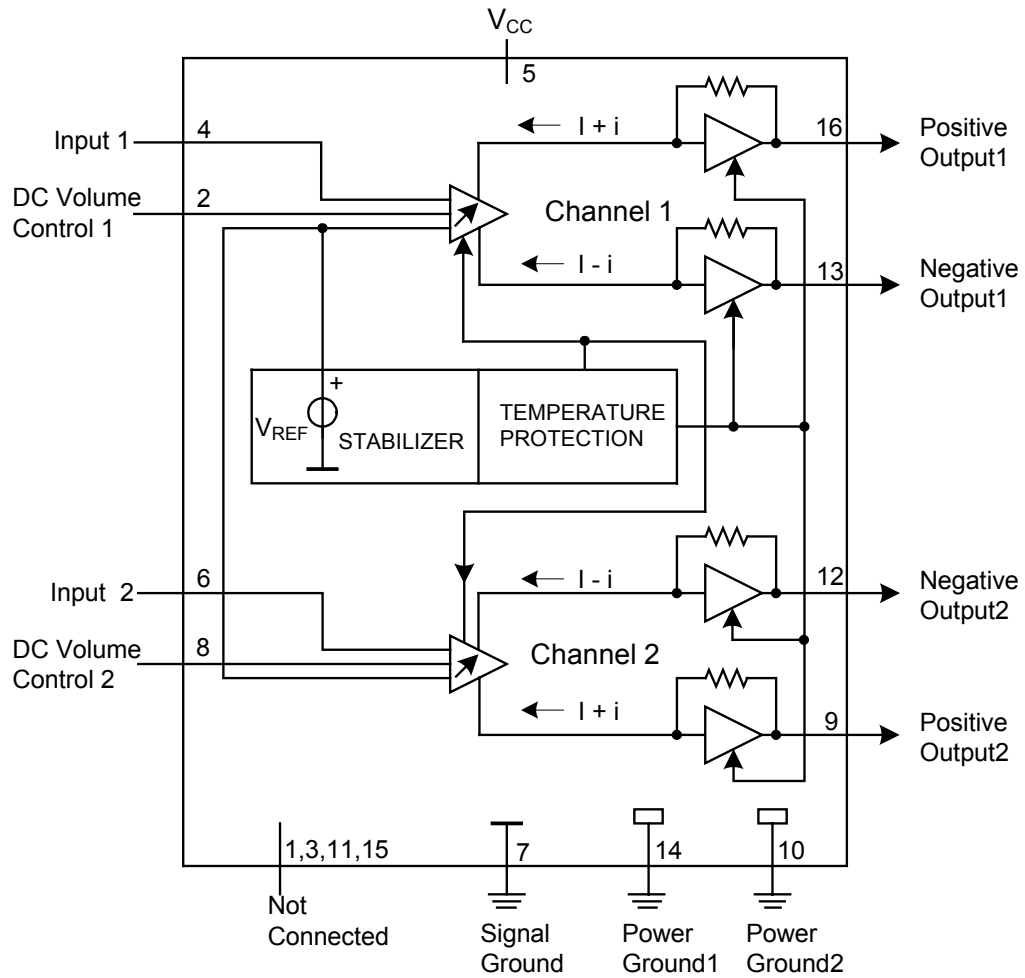 VCC
5
Input 1
4
I + i
16
Positive
Output1
DC Volume
Control 1
2
Channel 1
I - i
13
Negative
Output1
+
VREF
STABILIZER
TEMPERATURE
PROTECTION
Input 2
6
I - i
12
Negative
Output2
DC Volume
Control 2
8
Channel 2
I + i
9
Positive
Output2
1,3,11,15
7
14
10
Not
Connected
Signal
Ground
Power
Ground1
Power
Ground2